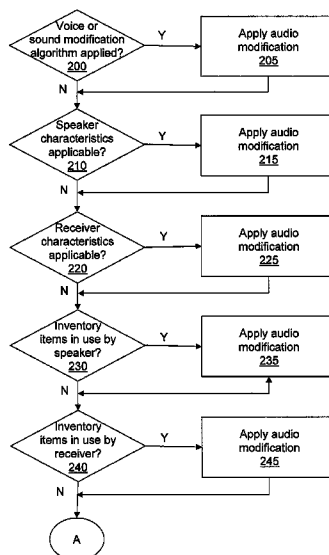 Voice or
sound modification
algorithm applied?
200
Y
Apply audio
modification
205
N
Speaker
characteristics
applicable?
210
Y
Apply audio
modification
215
N
Receiver
characteristics
applicable?
220
Y
Apply audio
modification
225
N
Inventory
items in use by
speaker?
230
Y
Apply audio
modification
235
N
Inventory
items in use by
receiver?
240
Y
Apply audio
modification
245
N
A